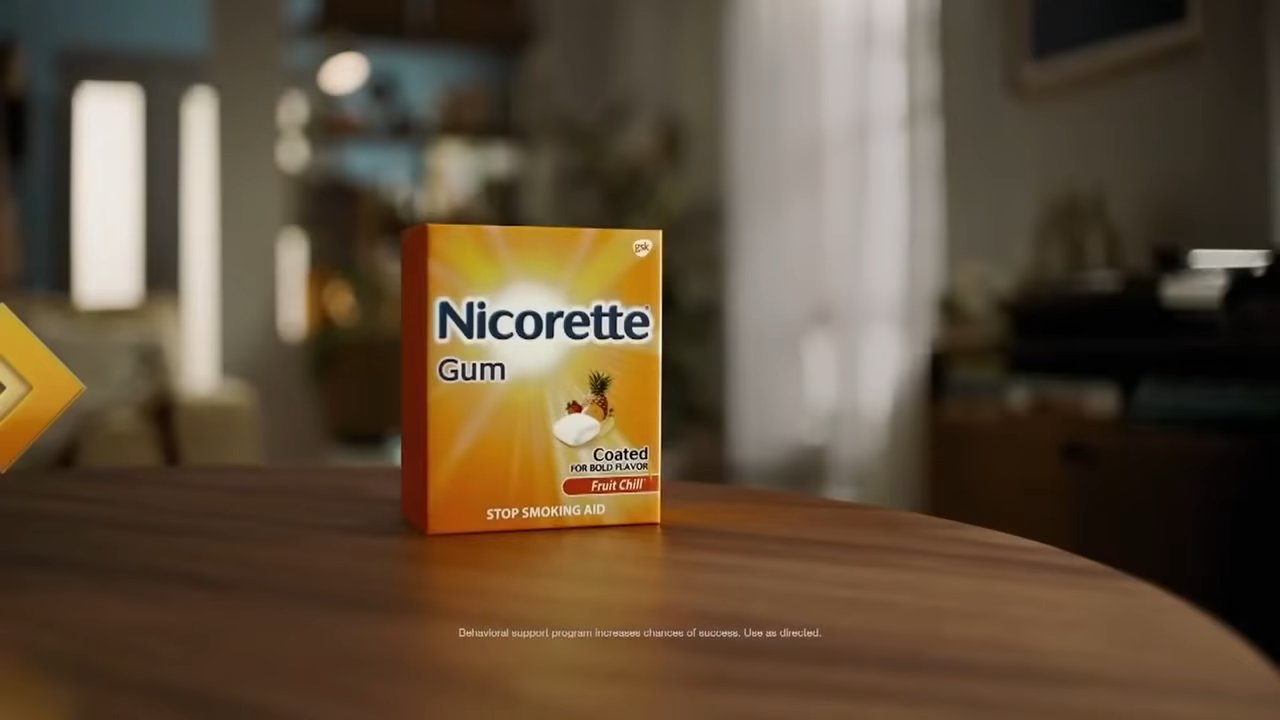 gsk
Nicorette
Gum
Coated
FOR BOLD FLAVOR
Fruit Chill
STOP SMOKING AID
Behavioral support program increases chances of success. Use as directed.